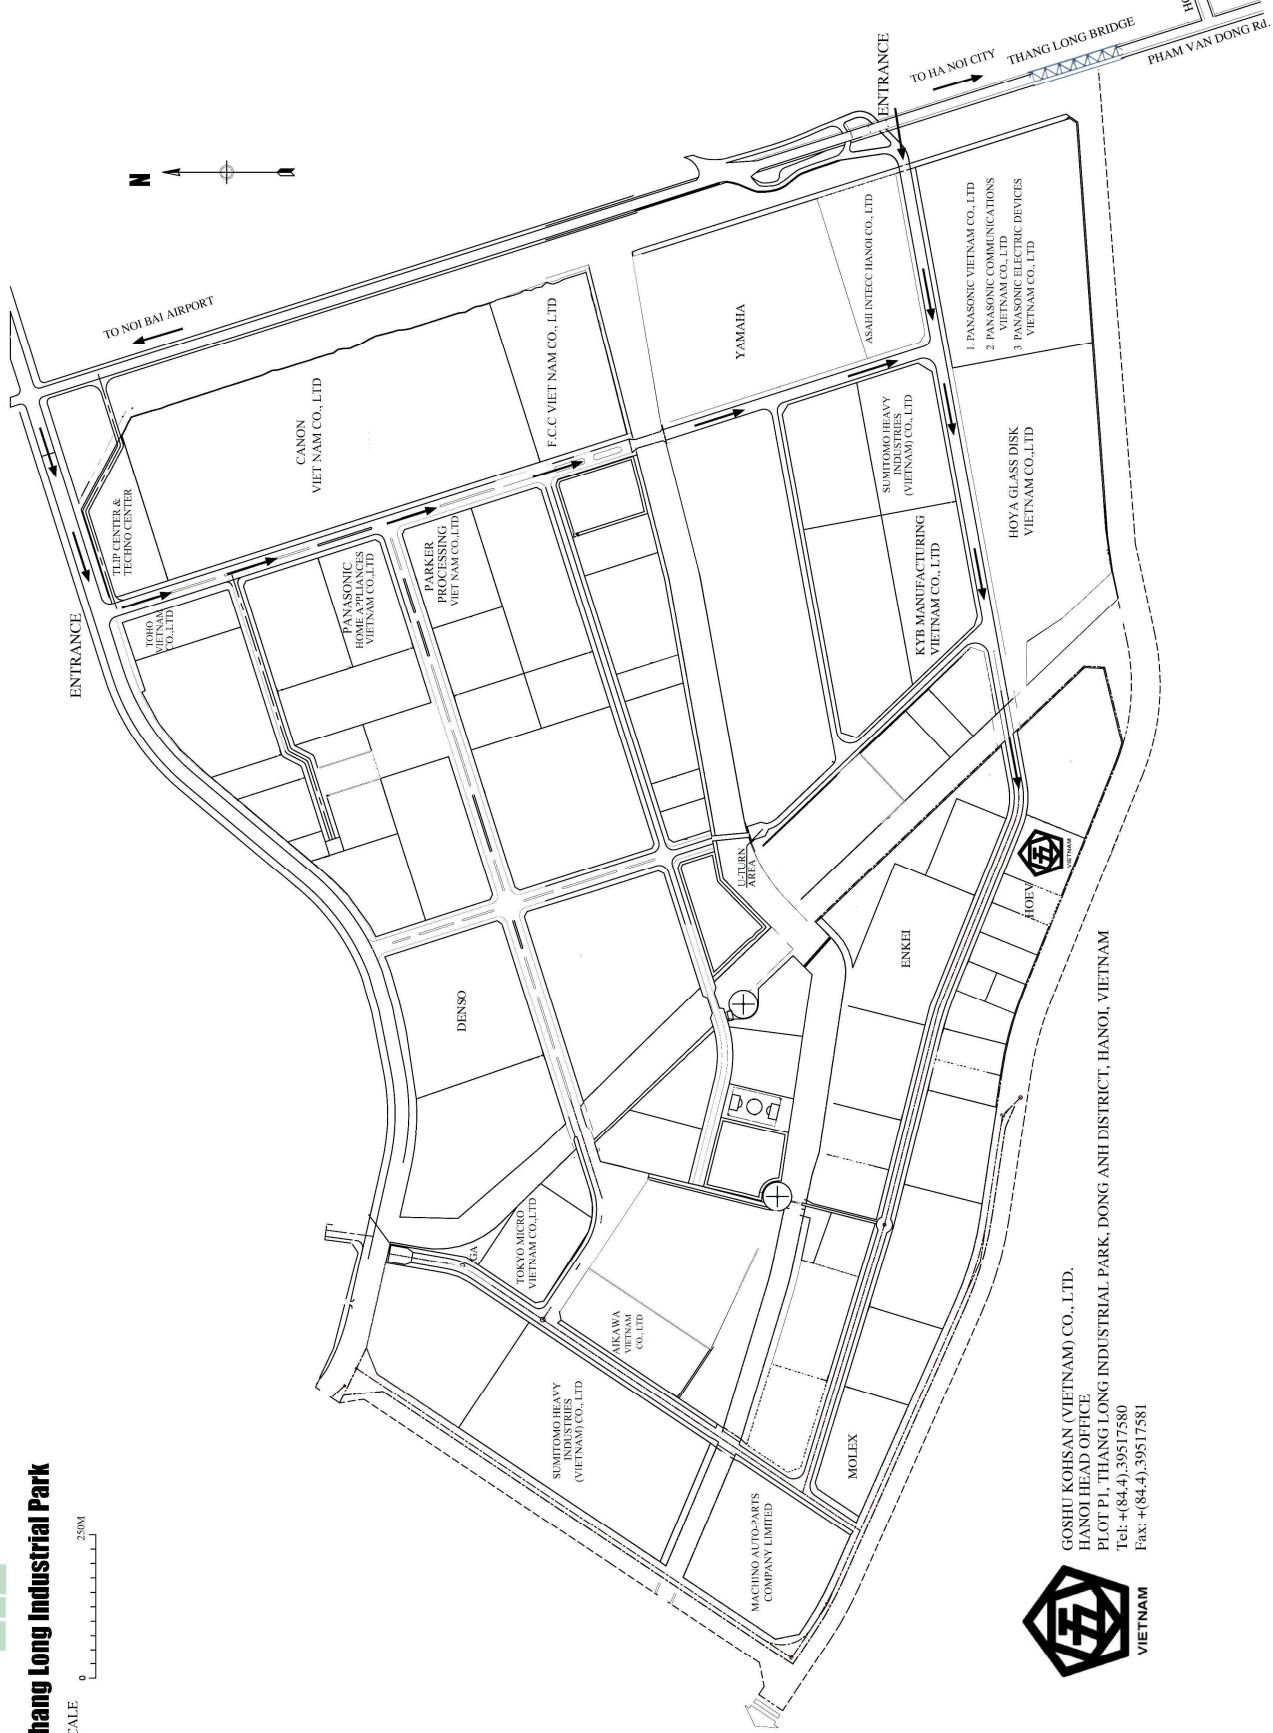 hang Long Industrial Park
CALE
0
250M
N
TO NOI BAI AIRPORT
ENTRANCE
TO HA NOI CITY
THANG LONG BRIDGE
PHAM VAN DONG Rd.
HO
ENTRANCE
TLIP CENTER &
TECHNO CENTER
CANON
VIET NAM CO., LTD
F.C.C VIET NAM CO., LTD
YAMAHA
ASAHI INTECC HANOI CO., LTD
1. PANASONIC VIETNAM CO., LTD
2. PANASONIC COMMUNICATIONS
VIETNAM CO., LTD
3. PANASONIC ELECTRIC DEVICES
VIETNAM CO., LTD
TOHO
VIETNAM
CO., LTD
PANASONIC
HOME APPLIANCES
VIETNAM CO.,LTD
PARKER
PROCESSING
VIET NAM CO.,LTD
SUMITOMO HEAVY
INDUSTRIES
(VIETNAM) CO., LTD
HOYA GLASS DISK
VIETNAM CO.,LTD
KYB MANUFACTURING
VIETNAM CO., LTD
U-TURN
AREA
HOEV
VIETNAM
ENKEI
DENSO
GA
TOKYO MICRO
VIETNAM CO.,LTD
AIKAWA
VIETNAM
CO., LTD
SUMITOMO HEAVY
INDUSTRIES
(VIETNAM) CO., LTD
MOLEX
MACHINO AUTO-PARTS
COMPANY LIMITED
VIETNAM
GOSHU KOHSAN (VIETNAM) CO., LTD.
HANOI HEAD OFFICE
PLOT P1, THANG LONG INDUSTRIAL PARK, DONG ANH DISTRICT, HANOI, VIETNAM
Tel: +(84.4).39517580
Fax: +(84.4).39517581